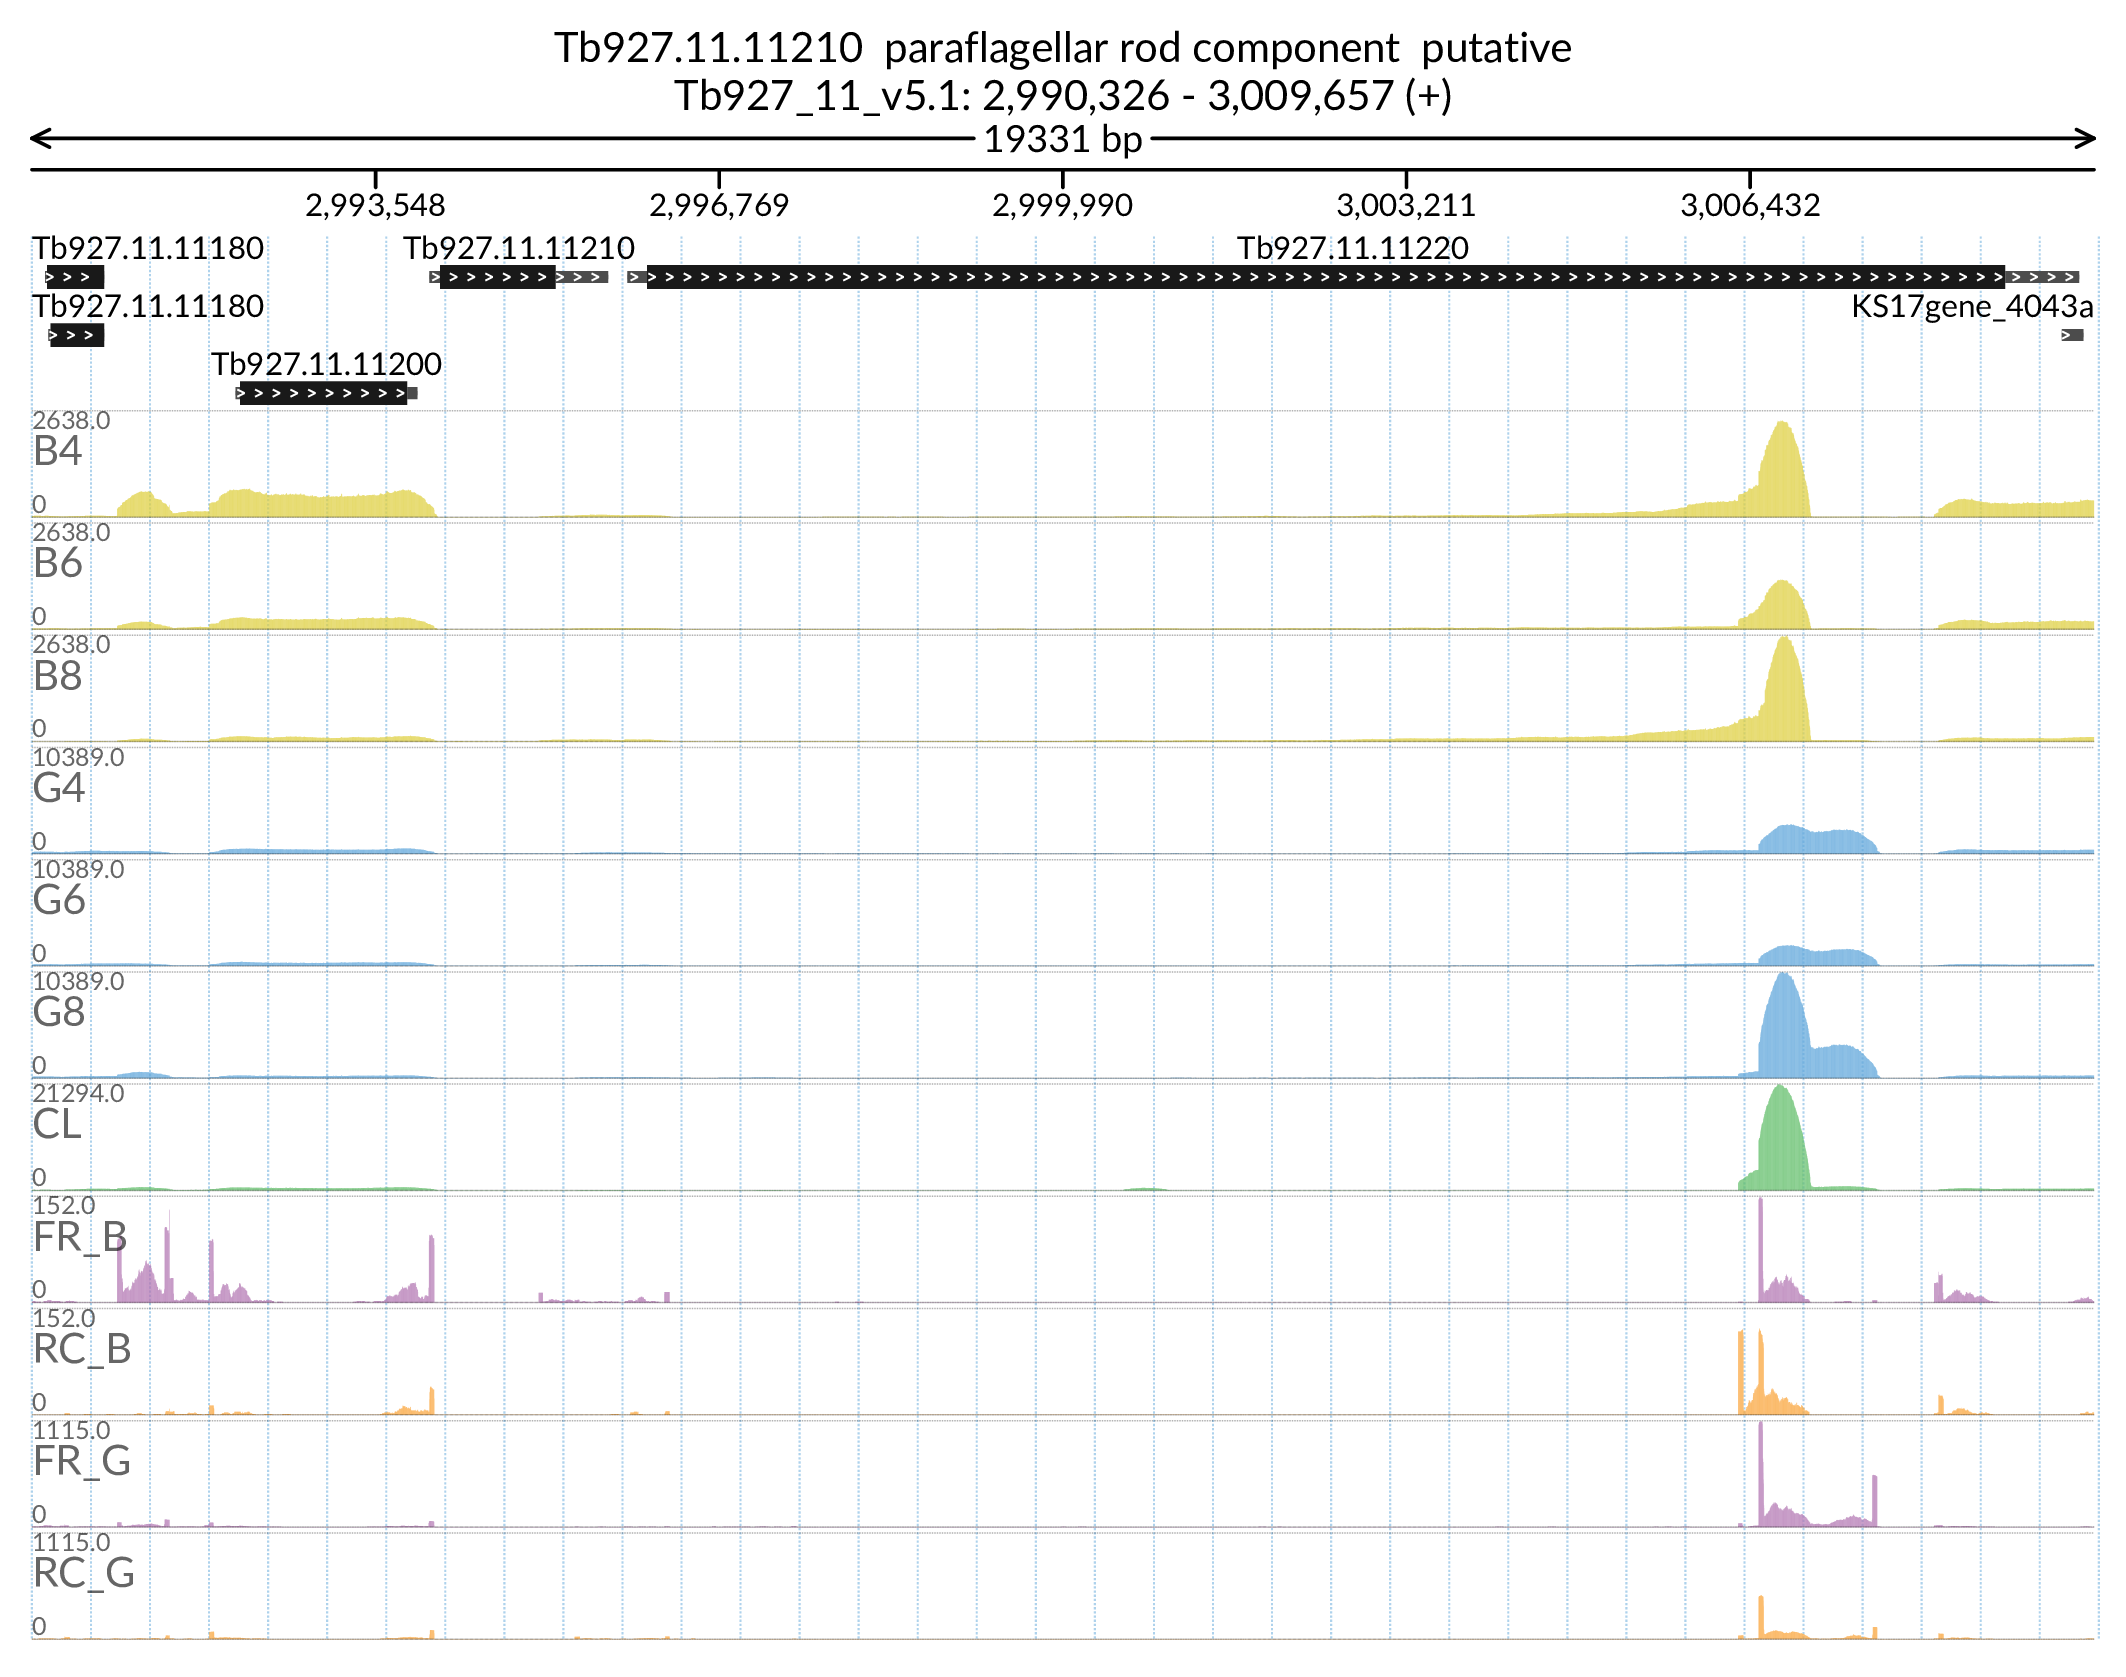 Tb927.11.11210 paraflagellar rod component putative
Tb927_11_v5.1: 2,990,326 - 3,009,657 (+)
19331 bp
2,993,548 2,996,769 2,999,990 3,003,211 3,006,432
Tb927.11.11180 Tb927.11.11210 Tb927.11.11220
Tb927.11.11180 KS17gene_4043a
Tb927.11.11200
2638.0
B4
0
2638.0
B6
0
2638.0
B8
0
10389.0
G4
0
10389.0
G6
0
10389.0
G8
0
21294.0
CL
0
152.0
FR_B
0
152.0
RC_B
0
1115.0
FR_G
0
1115.0
RC_G
0